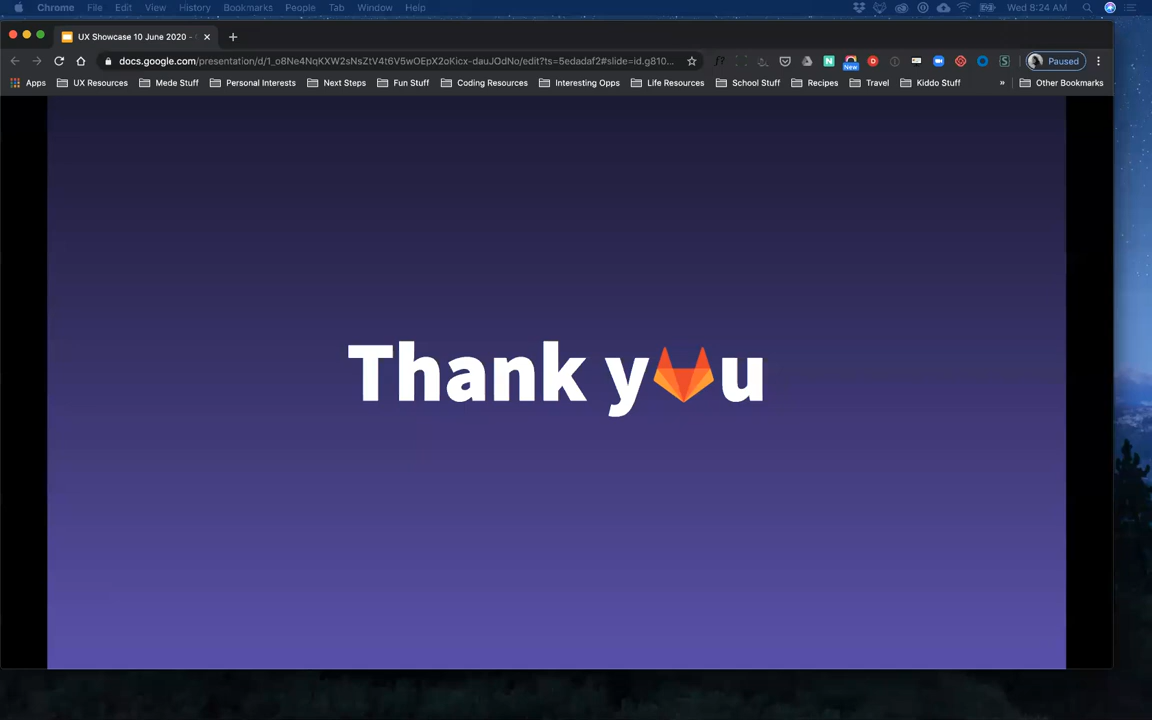 Chrome File Edit View History Bookmarks People Tab Window Help Wed 8:24 AM
UX Showcase 10 June 2020 -
docs.google.com/presentation/d/1_o8Ne4NqKXW2sNsZtV4t6V5wOEpX2oKicx-dauJOdNo/edit?ts=5edadaf2#slide=id.g810... f? N New D S Paused
Apps UX Resources Mede Stuff Personal Interests Next Steps Fun Stuff Coding Resources Interesting Opps Life Resources School Stuff Recipes Travel Kiddo Stuff » Other Bookmarks
Thank y u